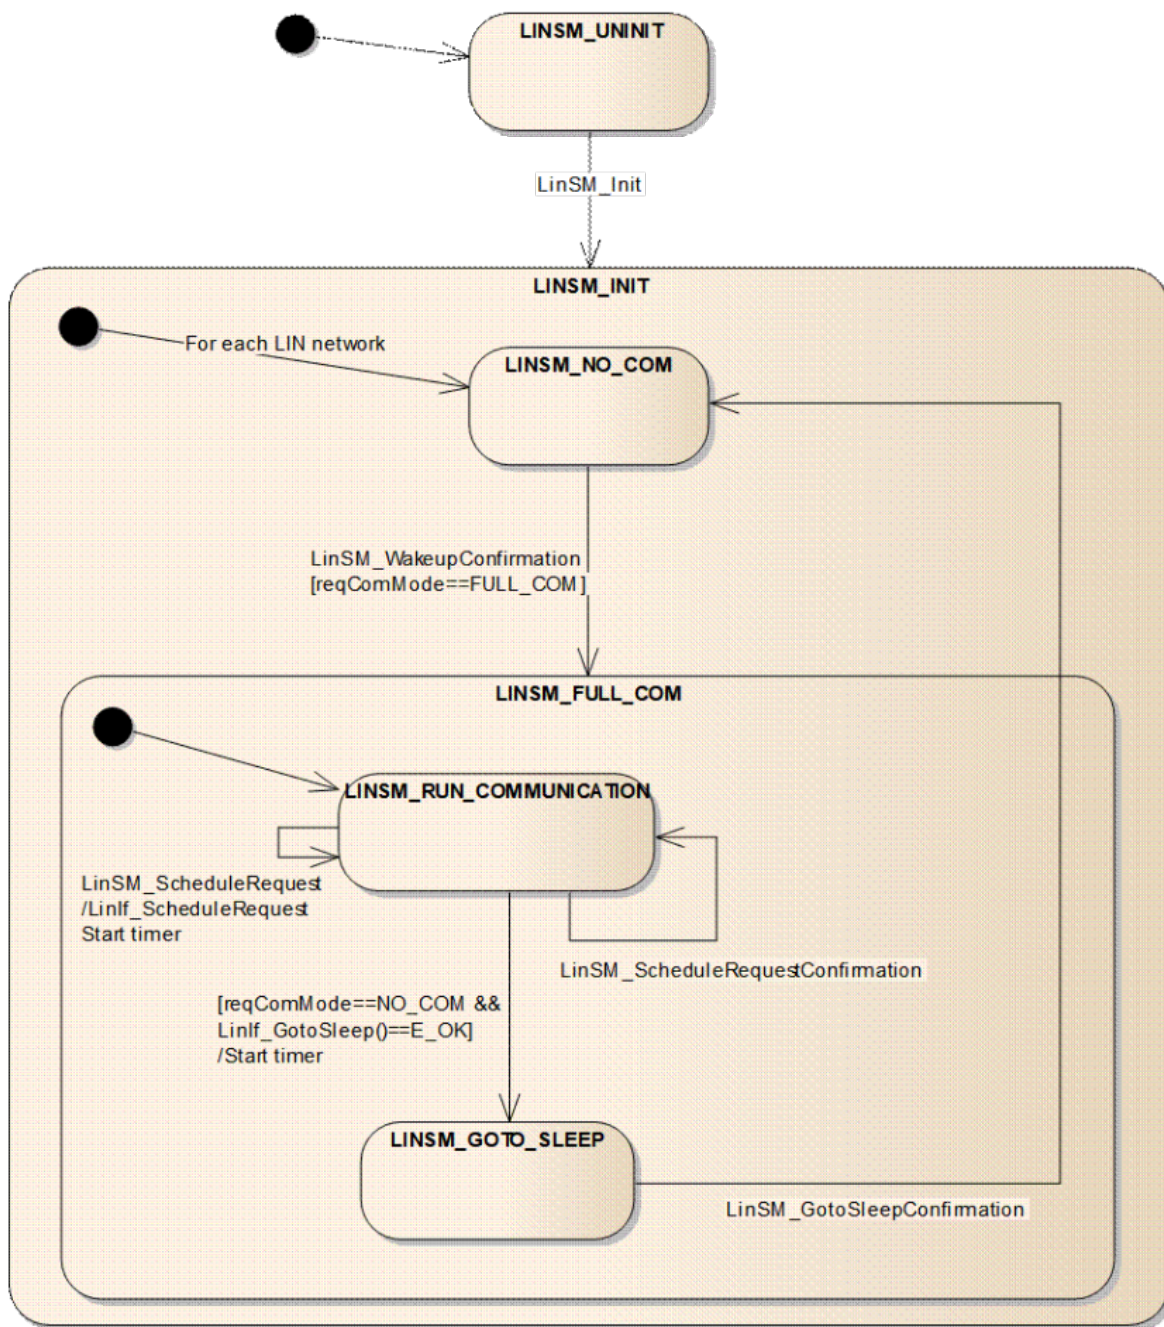 LINSM_UNINIT
LinSM_Init
LINSM_INIT
For each LIN network
LINSM_NO_COM
LinSM_WakeupConfirmation
[reqComMode==FULL_COM]
LINSM_FULL_COM
LINSM_RUN_COMMUNICATION
LinSM_ScheduleRequest
/LinIf_ScheduleRequest
Start timer
LinSM_ScheduleRequestConfirmation
[reqComMode==NO_COM &&
LinIf_GotoSleep()==E_OK]
/Start timer
LINSM_GOTO_SLEEP
LinSM_GotoSleepConfirmation